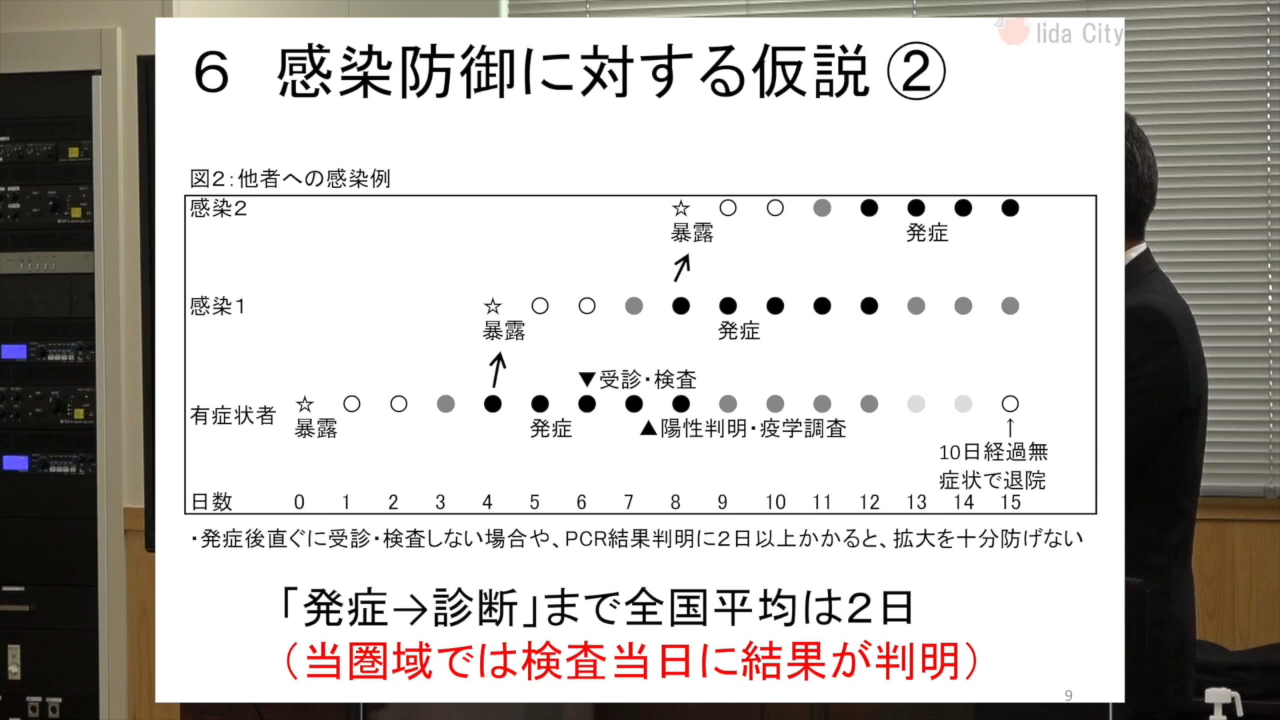 Iida City
6 感染防御に対する仮説②
図2:他者への感染例
感染2
暴露
発症
感染1
暴露
発症
▼受診・検査
有症状者
暴露
発症
▲陽性判明・疫学調査
↑
10日経過無
症状で退院
日数 0 1 2 3 4 5 6 7 8 9 10 11 12 13 14 15
・発症後直ぐに受診・検査しない場合や、PCR結果判明に2日以上かかると、拡大を十分防げない
「発症→診断」まで全国平均は2日
（当圏域では検査当日に結果が判明）
9